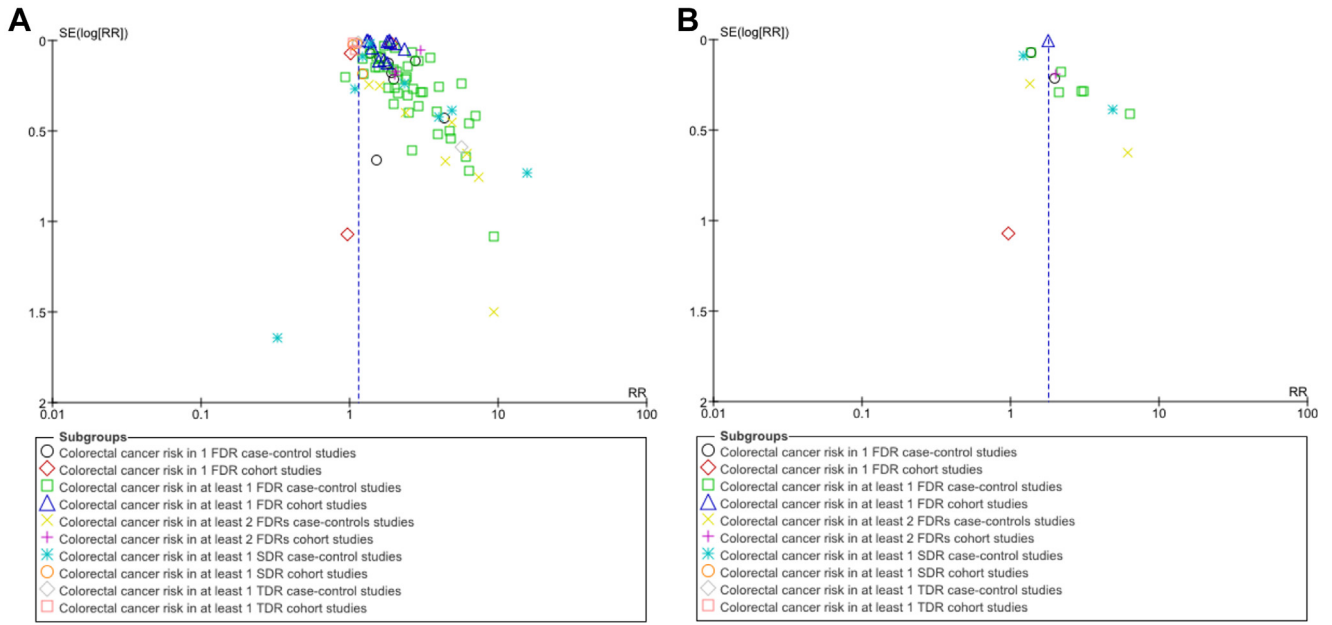 A
SE(log[RR])
0
0.5
1
1.5
2
0.01
0.1
1
10
100
RR
Subgroups
Colorectal cancer risk in 1 FDR case-control studies
Colorectal cancer risk in 1 FDR cohort studies
Colorectal cancer risk in at least 1 FDR case-control studies
Colorectal cancer risk in at least 1 FDR cohort studies
Colorectal cancer risk in at least 2 FDRs case-controls studies
Colorectal cancer risk in at least 2 FDRs cohort studies
Colorectal cancer risk in at least 1 SDR case-control studies
Colorectal cancer risk in at least 1 SDR cohort studies
Colorectal cancer risk in at least 1 TDR case-control studies
Colorectal cancer risk in at least 1 TDR cohort studies
B
SE(log[RR])
0
0.5
1
1.5
2
0.01
0.1
1
10
100
RR
Subgroups
Colorectal cancer risk in 1 FDR case-control studies
Colorectal cancer risk in 1 FDR cohort studies
Colorectal cancer risk in at least 1 FDR case-control studies
Colorectal cancer risk in at least 1 FDR cohort studies
Colorectal cancer risk in at least 2 FDRs case-controls studies
Colorectal cancer risk in at least 2 FDRs cohort studies
Colorectal cancer risk in at least 1 SDR case-control studies
Colorectal cancer risk in at least 1 SDR cohort studies
Colorectal cancer risk in at least 1 TDR case-control studies
Colorectal cancer risk in at least 1 TDR cohort studies